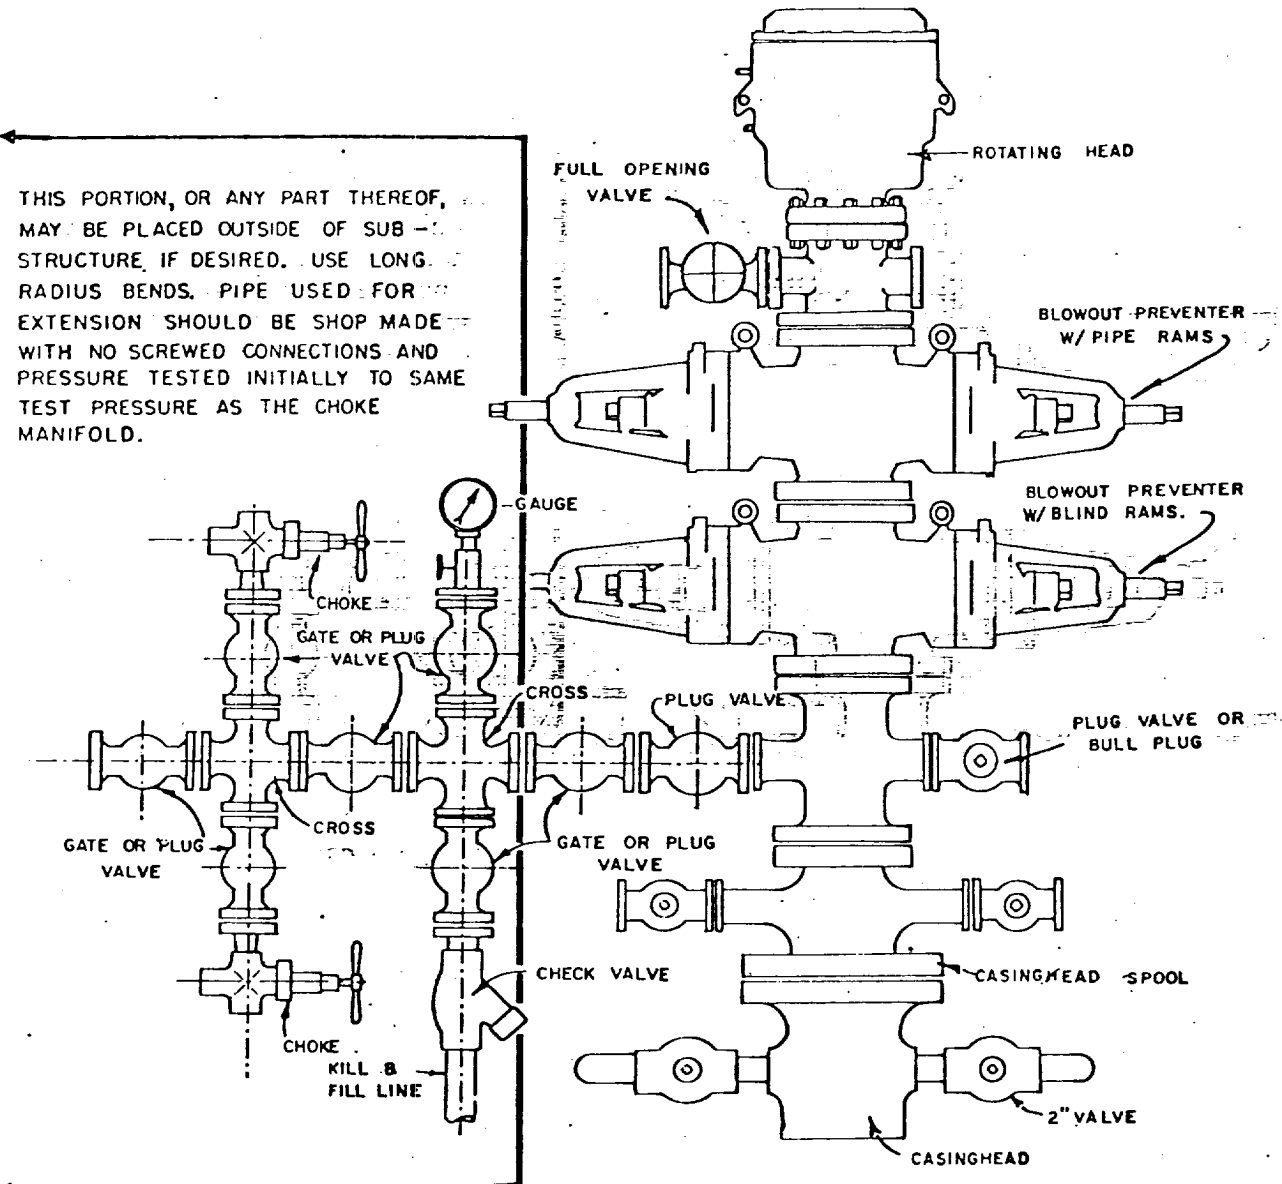 ROTATING HEAD
FULL OPENING
VALVE
THIS PORTION, OR ANY PART THEREOF,
MAY BE PLACED OUTSIDE OF SUB-
STRUCTURE IF DESIRED. USE LONG
RADIUS BENDS. PIPE USED FOR
EXTENSION SHOULD BE SHOP MADE
WITH NO SCREWED CONNECTIONS AND
PRESSURE TESTED INITIALLY TO SAME
TEST PRESSURE AS THE CHOKE
MANIFOLD.
BLOWOUT PREVENTER
W/ PIPE RAMS
BLOWOUT PREVENTER
W/ BLIND RAMS.
GAUGE
CHOKE
GATE OR PLUG
VALVE
CROSS
PLUG VALVE
PLUG VALVE OR
BULL PLUG
CROSS
GATE OR PLUG
VALVE
GATE OR PLUG
VALVE
CHECK VALVE
CASINGHEAD SPOOL
CHOKE
KILL &
FILL LINE
2" VALVE
CASINGHEAD